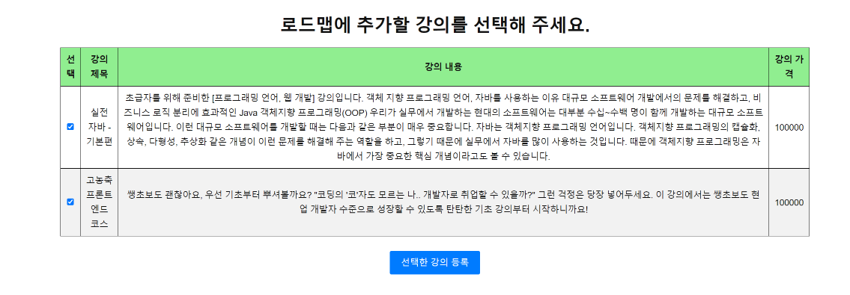 로드맵에 추가할 강의를 선택해 주세요.
선택 강의 제목 강의 내용 강의 가격
실전 자바 - 기본편
초급자를 위해 준비한 [프로그래밍 언어, 웹 개발] 강의입니다. 객체 지향 프로그래밍 언어, 자바를 사용하는 이유 대규모 소프트웨어 개발에서의 문제를 해결하고, 비
즈니스 로직 분리에 효과적인 Java 객체지향 프로그래밍(OOP) 우리가 실무에서 개발하는 현대의 소프트웨어는 대부분 수십~수백 명이 함께 개발하는 대규모 소프트
웨어입니다. 이런 대규모 소프트웨어를 개발할 때는 다음과 같은 부분이 매우 중요합니다. 자바는 객체지향 프로그래밍 언어입니다. 객체지향 프로그래밍의 캡슐화,
상속, 다형성, 추상화 같은 개념이 이런 문제를 해결해 주는 역할을 하고, 그렇기 때문에 실무에서 자바를 많이 사용하는 것입니다. 때문에 객체지향 프로그래밍은 자
바에서 가장 중요한 핵심 개념이라고도 볼 수 있습니다.
100000
고농축 프론트엔드 코스
쌩초보도 괜찮아요, 우선 기초부터 뿌셔볼까요? "코딩의 '코'자도 모르는 나.. 개발자로 취업할 수 있을까?" 그런 걱정은 당장 넣어두세요. 이 강의에서는 쌩초보도 현
업 개발자 수준으로 성장할 수 있도록 탄탄한 기초 강의부터 시작하니까요!
100000
선택한 강의 등록